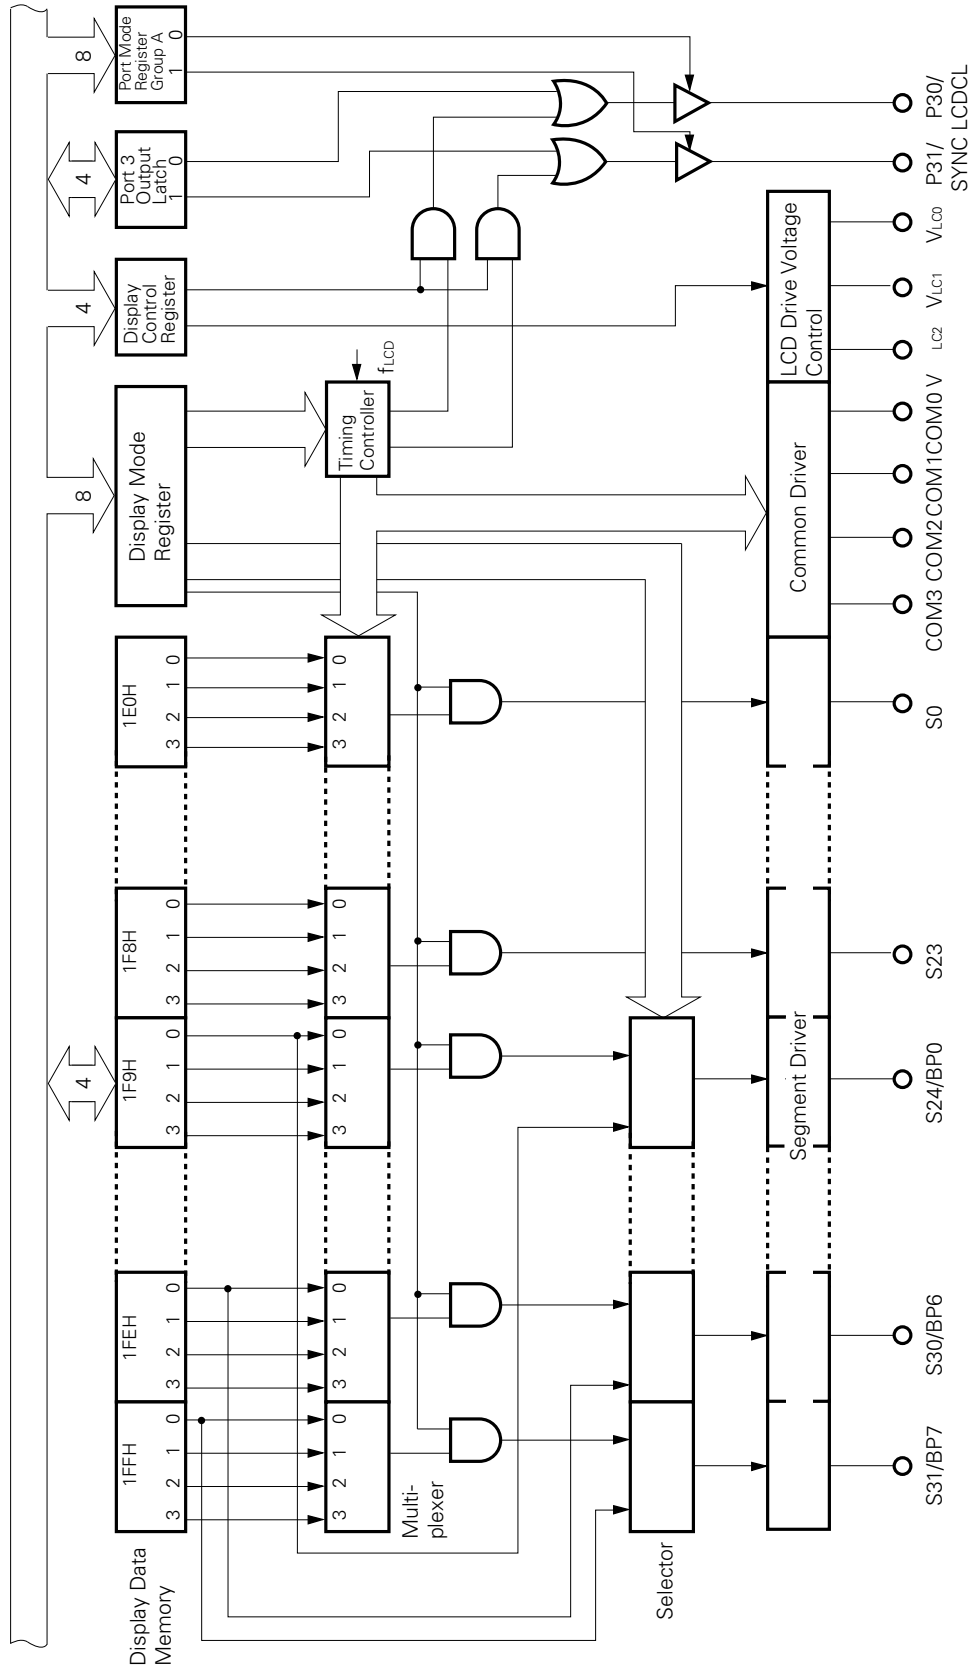 4
8
4
4
8
Display Data
Memory
1FFH
3 2 1 0
1FEH
3 2 1 0
1F9H
3 2 1 0
1F8H
3 2 1 0
1E0H
3 2 1 0
Display Mode
Register
Display
Control
Register
Port 3
Output
Latch
1 0
Port Mode
Register
Group A
1 0
3 2 1 0
3 2 1 0
3 2 1 0
3 2 1 0
3 2 1 0
Timing
Controller
fLCD
Multi-
plexer
Selector
Segment Driver
Common Driver
LCD Drive Voltage
Control
S31/BP7
S30/BP6
S24/BP0
S23
S0
COM3 COM2 COM1 COM0 V
LC2
VLC1
VLC0
P31/
P30/
SYNC LCDCL